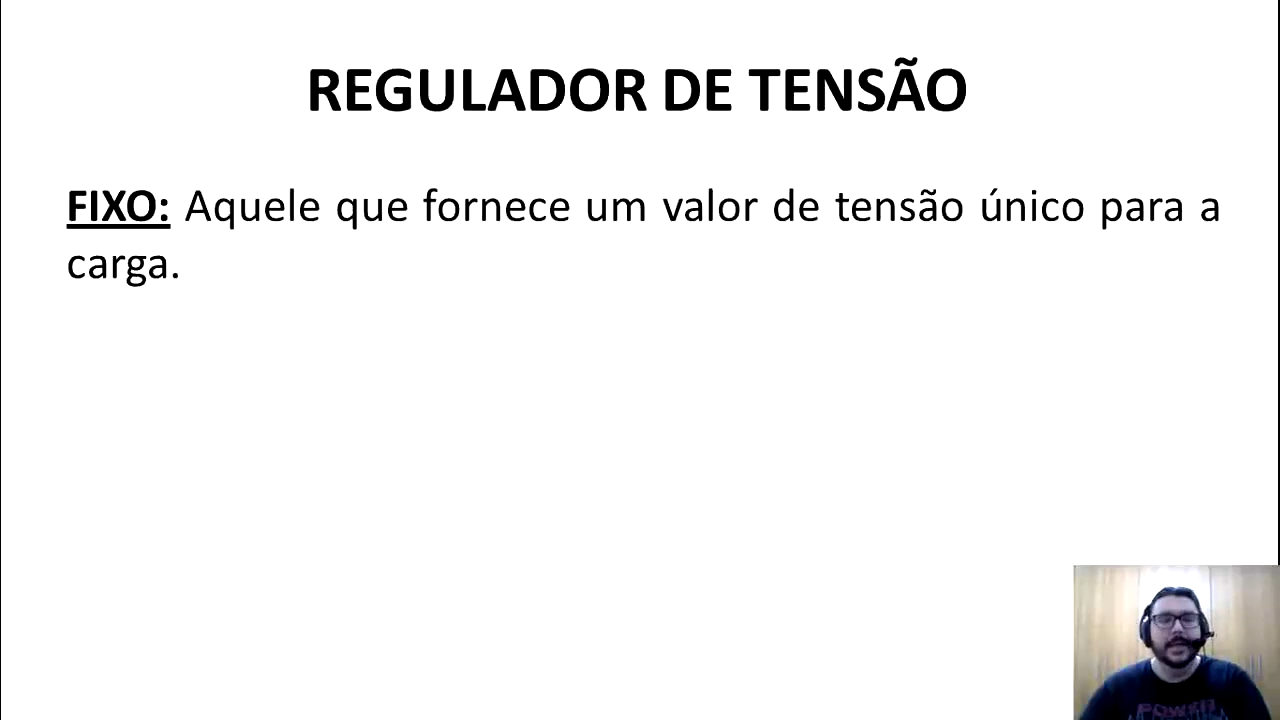 REGULADOR DE TENSÃO
FIXO: Aquele que fornece um valor de tensão único para a
carga.